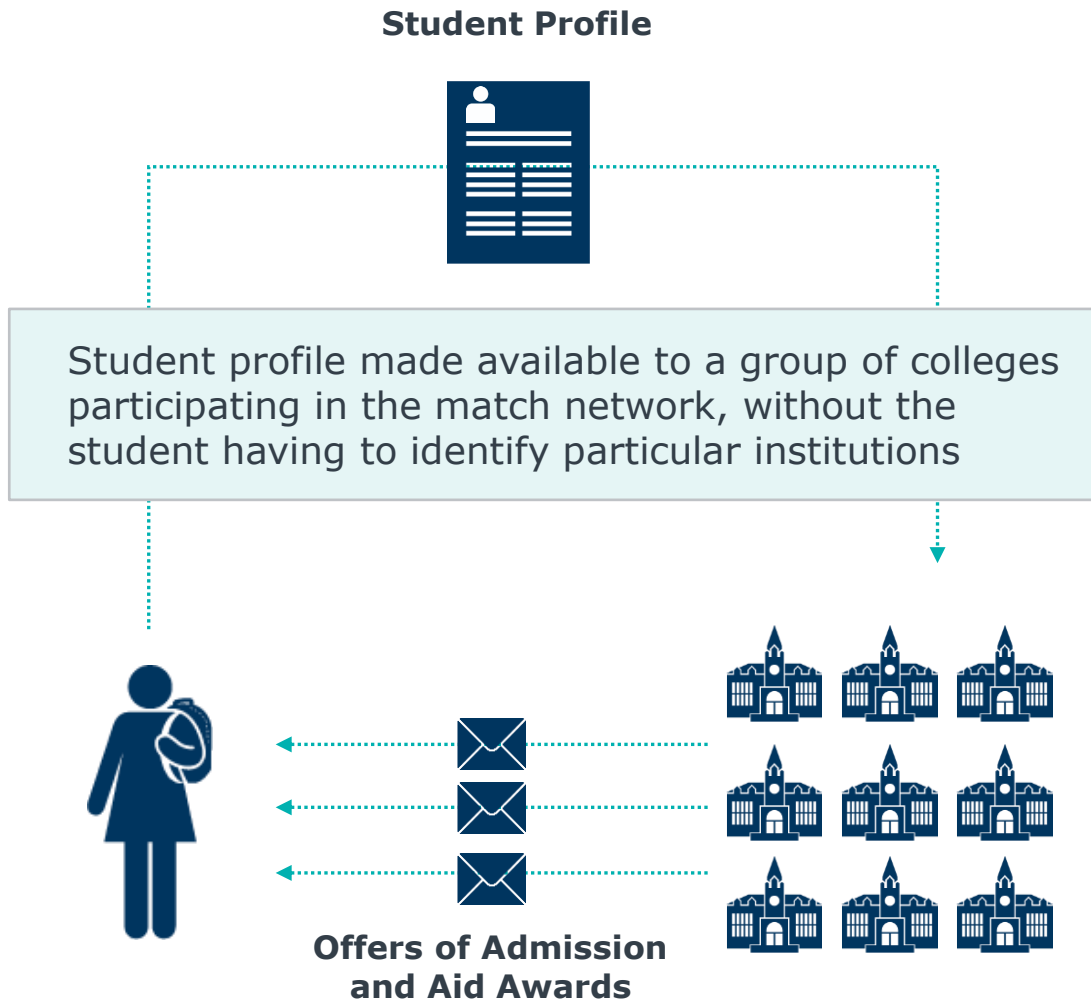 Student Profile
Student profile made available to a group of colleges
participating in the match network, without the
student having to identify particular institutions
Offers of Admission
and Aid Awards